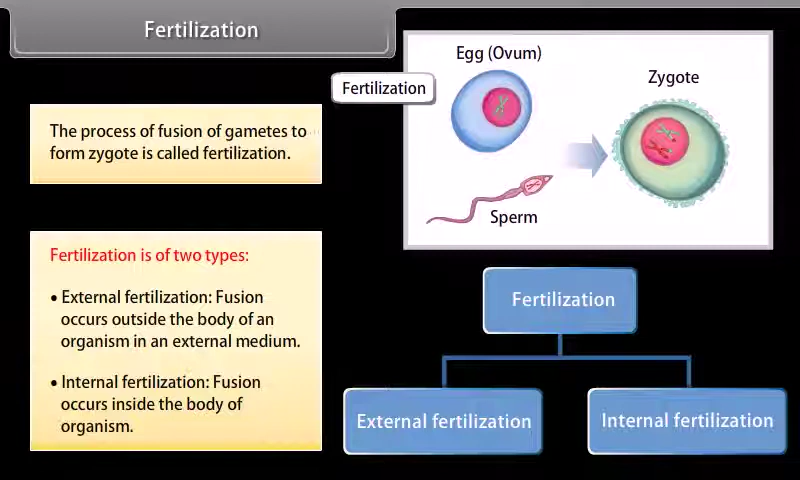 Fertilization
The process of fusion of gametes to
form zygote is called fertilization.
Fertilization is of two types:
• External fertilization: Fusion
occurs outside the body of an
organism in an external medium.
• Internal fertilization: Fusion
occurs inside the body of
organism.
Fertilization
Egg (Ovum)
Zygote
Sperm
Fertilization
External fertilization
Internal fertilization